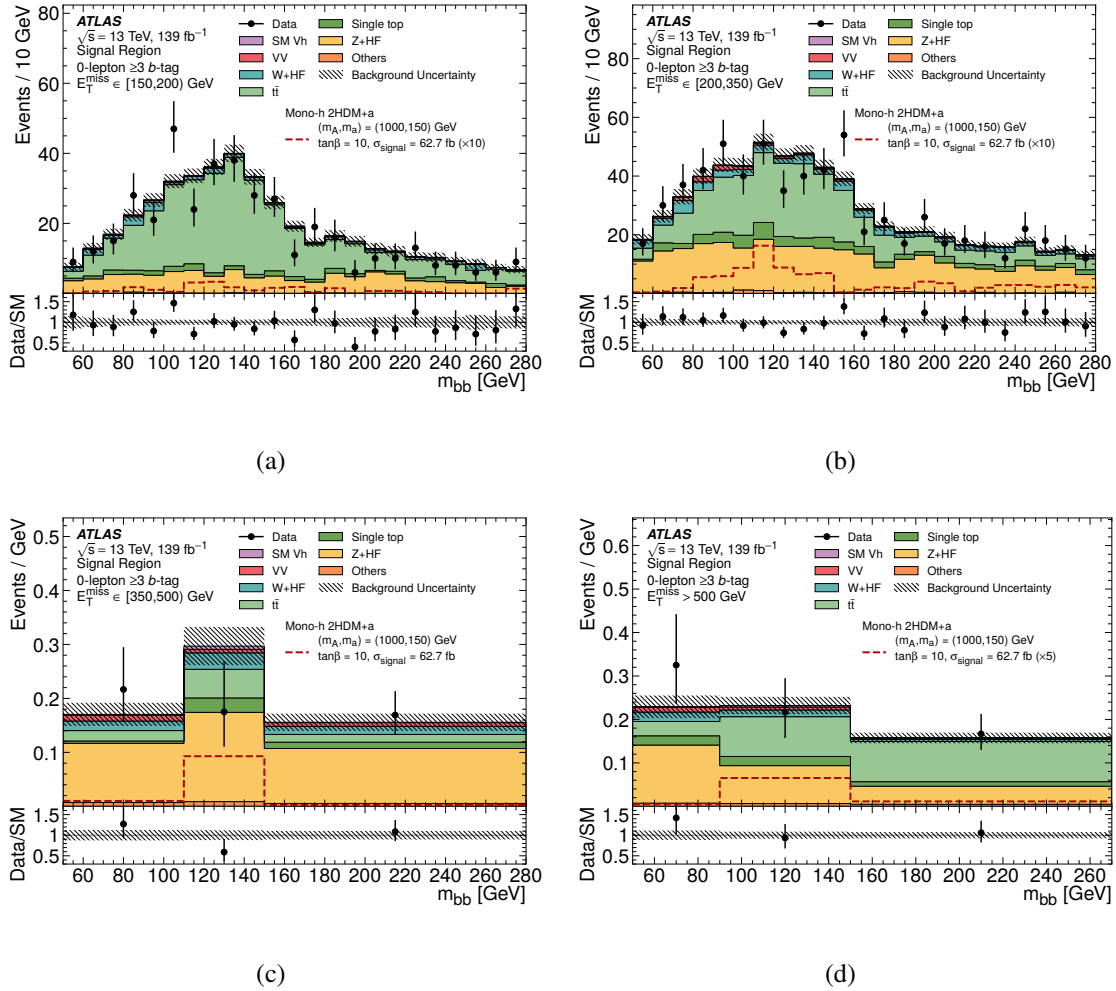 ATLAS
√s = 13 TeV, 139 fb⁻¹
Signal Region
0-lepton ≥3 b-tag
E_T^miss ∈ [150,200) GeV
Data
SM Vh
VV
W+HF
tt̄
Single top
Z+HF
Others
Background Uncertainty
Mono-h 2HDM+a
(m_A,m_a) = (1000,150) GeV
tanβ = 10, σ_signal = 62.7 fb (×10)
Events / 10 GeV
80
60
40
20
Data/SM
1.5
1
0.5
60 80 100 120 140 160 180 200 220 240 260 280
m_bb [GeV]
(a)
ATLAS
√s = 13 TeV, 139 fb⁻¹
Signal Region
0-lepton ≥3 b-tag
E_T^miss ∈ [200,350) GeV
Data
SM Vh
VV
W+HF
tt̄
Single top
Z+HF
Others
Background Uncertainty
Mono-h 2HDM+a
(m_A,m_a) = (1000,150) GeV
tanβ = 10, σ_signal = 62.7 fb (×10)
Events / 10 GeV
80
60
40
20
Data/SM
1.5
1
0.5
60 80 100 120 140 160 180 200 220 240 260 280
m_bb [GeV]
(b)
ATLAS
√s = 13 TeV, 139 fb⁻¹
Signal Region
0-lepton ≥3 b-tag
E_T^miss ∈ [350,500) GeV
Data
SM Vh
VV
W+HF
tt̄
Single top
Z+HF
Others
Background Uncertainty
Mono-h 2HDM+a
(m_A,m_a) = (1000,150) GeV
tanβ = 10, σ_signal = 62.7 fb
Events / GeV
0.5
0.4
0.3
0.2
0.1
Data/SM
1.5
1
0.5
60 80 100 120 140 160 180 200 220 240 260 280
m_bb [GeV]
(c)
ATLAS
√s = 13 TeV, 139 fb⁻¹
Signal Region
0-lepton ≥3 b-tag
E_T^miss > 500 GeV
Data
SM Vh
VV
W+HF
tt̄
Single top
Z+HF
Others
Background Uncertainty
Mono-h 2HDM+a
(m_A,m_a) = (1000,150) GeV
tanβ = 10, σ_signal = 62.7 fb (×5)
Events / GeV
0.6
0.5
0.4
0.3
0.2
0.1
Data/SM
1.5
1
0.5
60 80 100 120 140 160 180 200 220 240 260
m_bb [GeV]
(d)